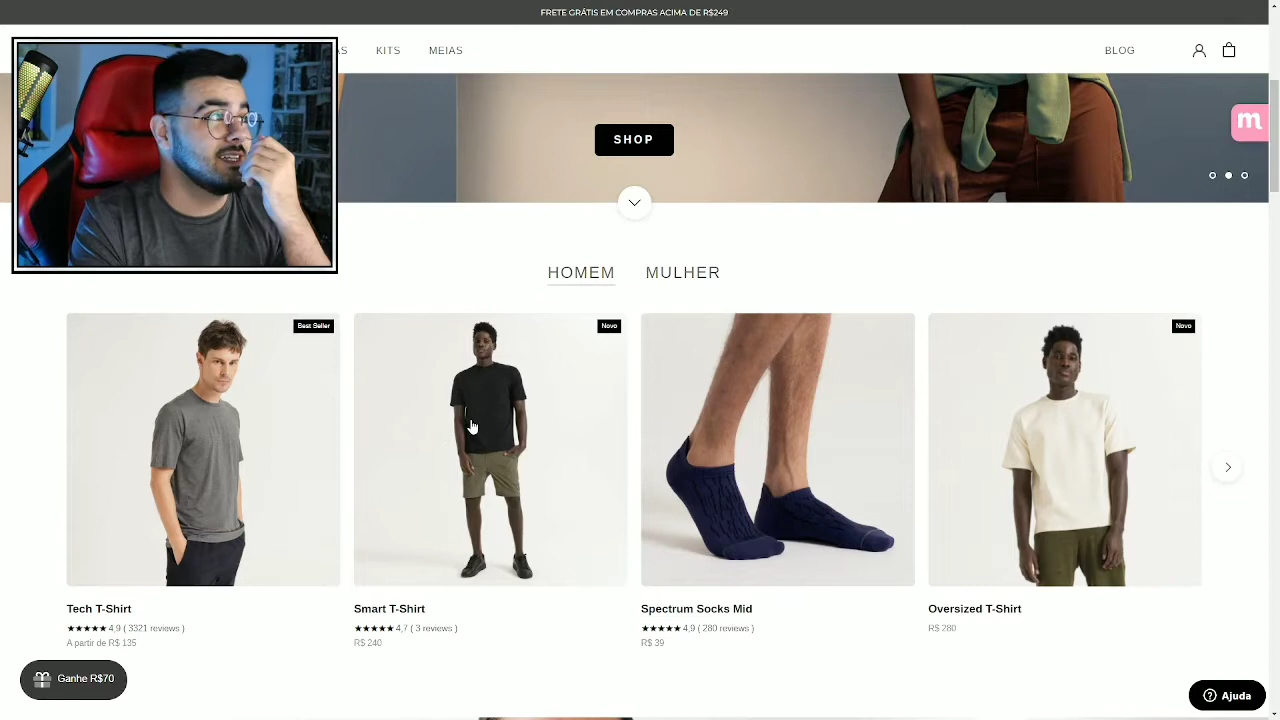 FRETE GRÁTIS EM COMPRAS ACIMA DE R$249
AS KITS MEIAS BLOG
SHOP
m
HOMEM MULHER
Best Seller
Novo
Novo
Tech T-Shirt
★★★★★ 4,9 ( 3321 reviews )
A partir de R$ 135
Smart T-Shirt
★★★★★ 4,7 ( 3 reviews )
R$ 240
Spectrum Socks Mid
★★★★★ 4,9 ( 280 reviews )
R$ 39
Oversized T-Shirt
R$ 280
Ganhe R$70
Ajuda